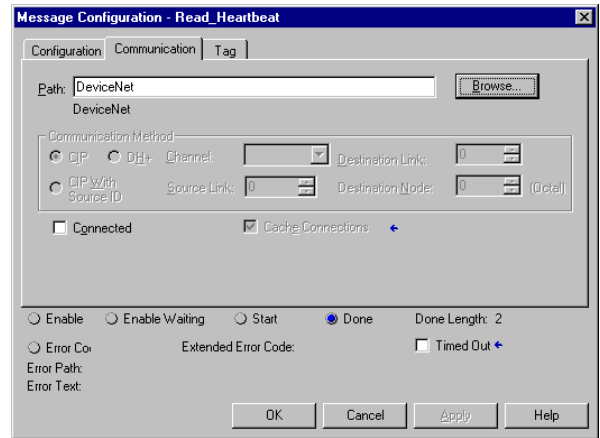 Message Configuration - Read_Heartbeat
Configuration Communication Tag
Path: DeviceNet Browse...
DeviceNet
Communication Method
CIP DH+ Channel: Destination Link: 0
CIP With Source ID Source Link: 0 Destination Node: 0 (Octal)
Connected Cache Connections
Enable Enable Waiting Start Done Done Length: 2
Error Co Extended Error Code: Timed Out
Error Path:
Error Text:
OK Cancel Apply Help